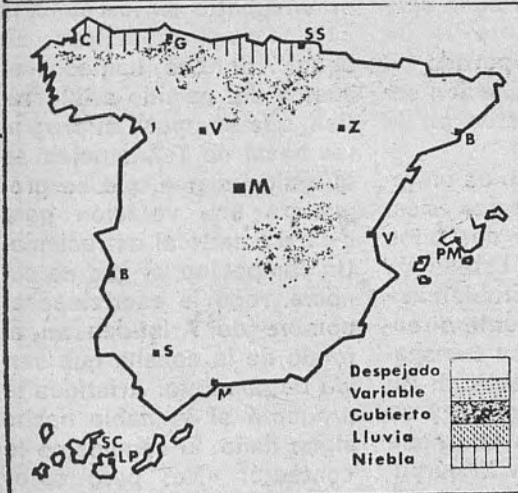 C G SS
V Z
B
M
V
PM
B
S
M
SC
LP
Despejado
Variable
Cubierto
Lluvia
Niebla